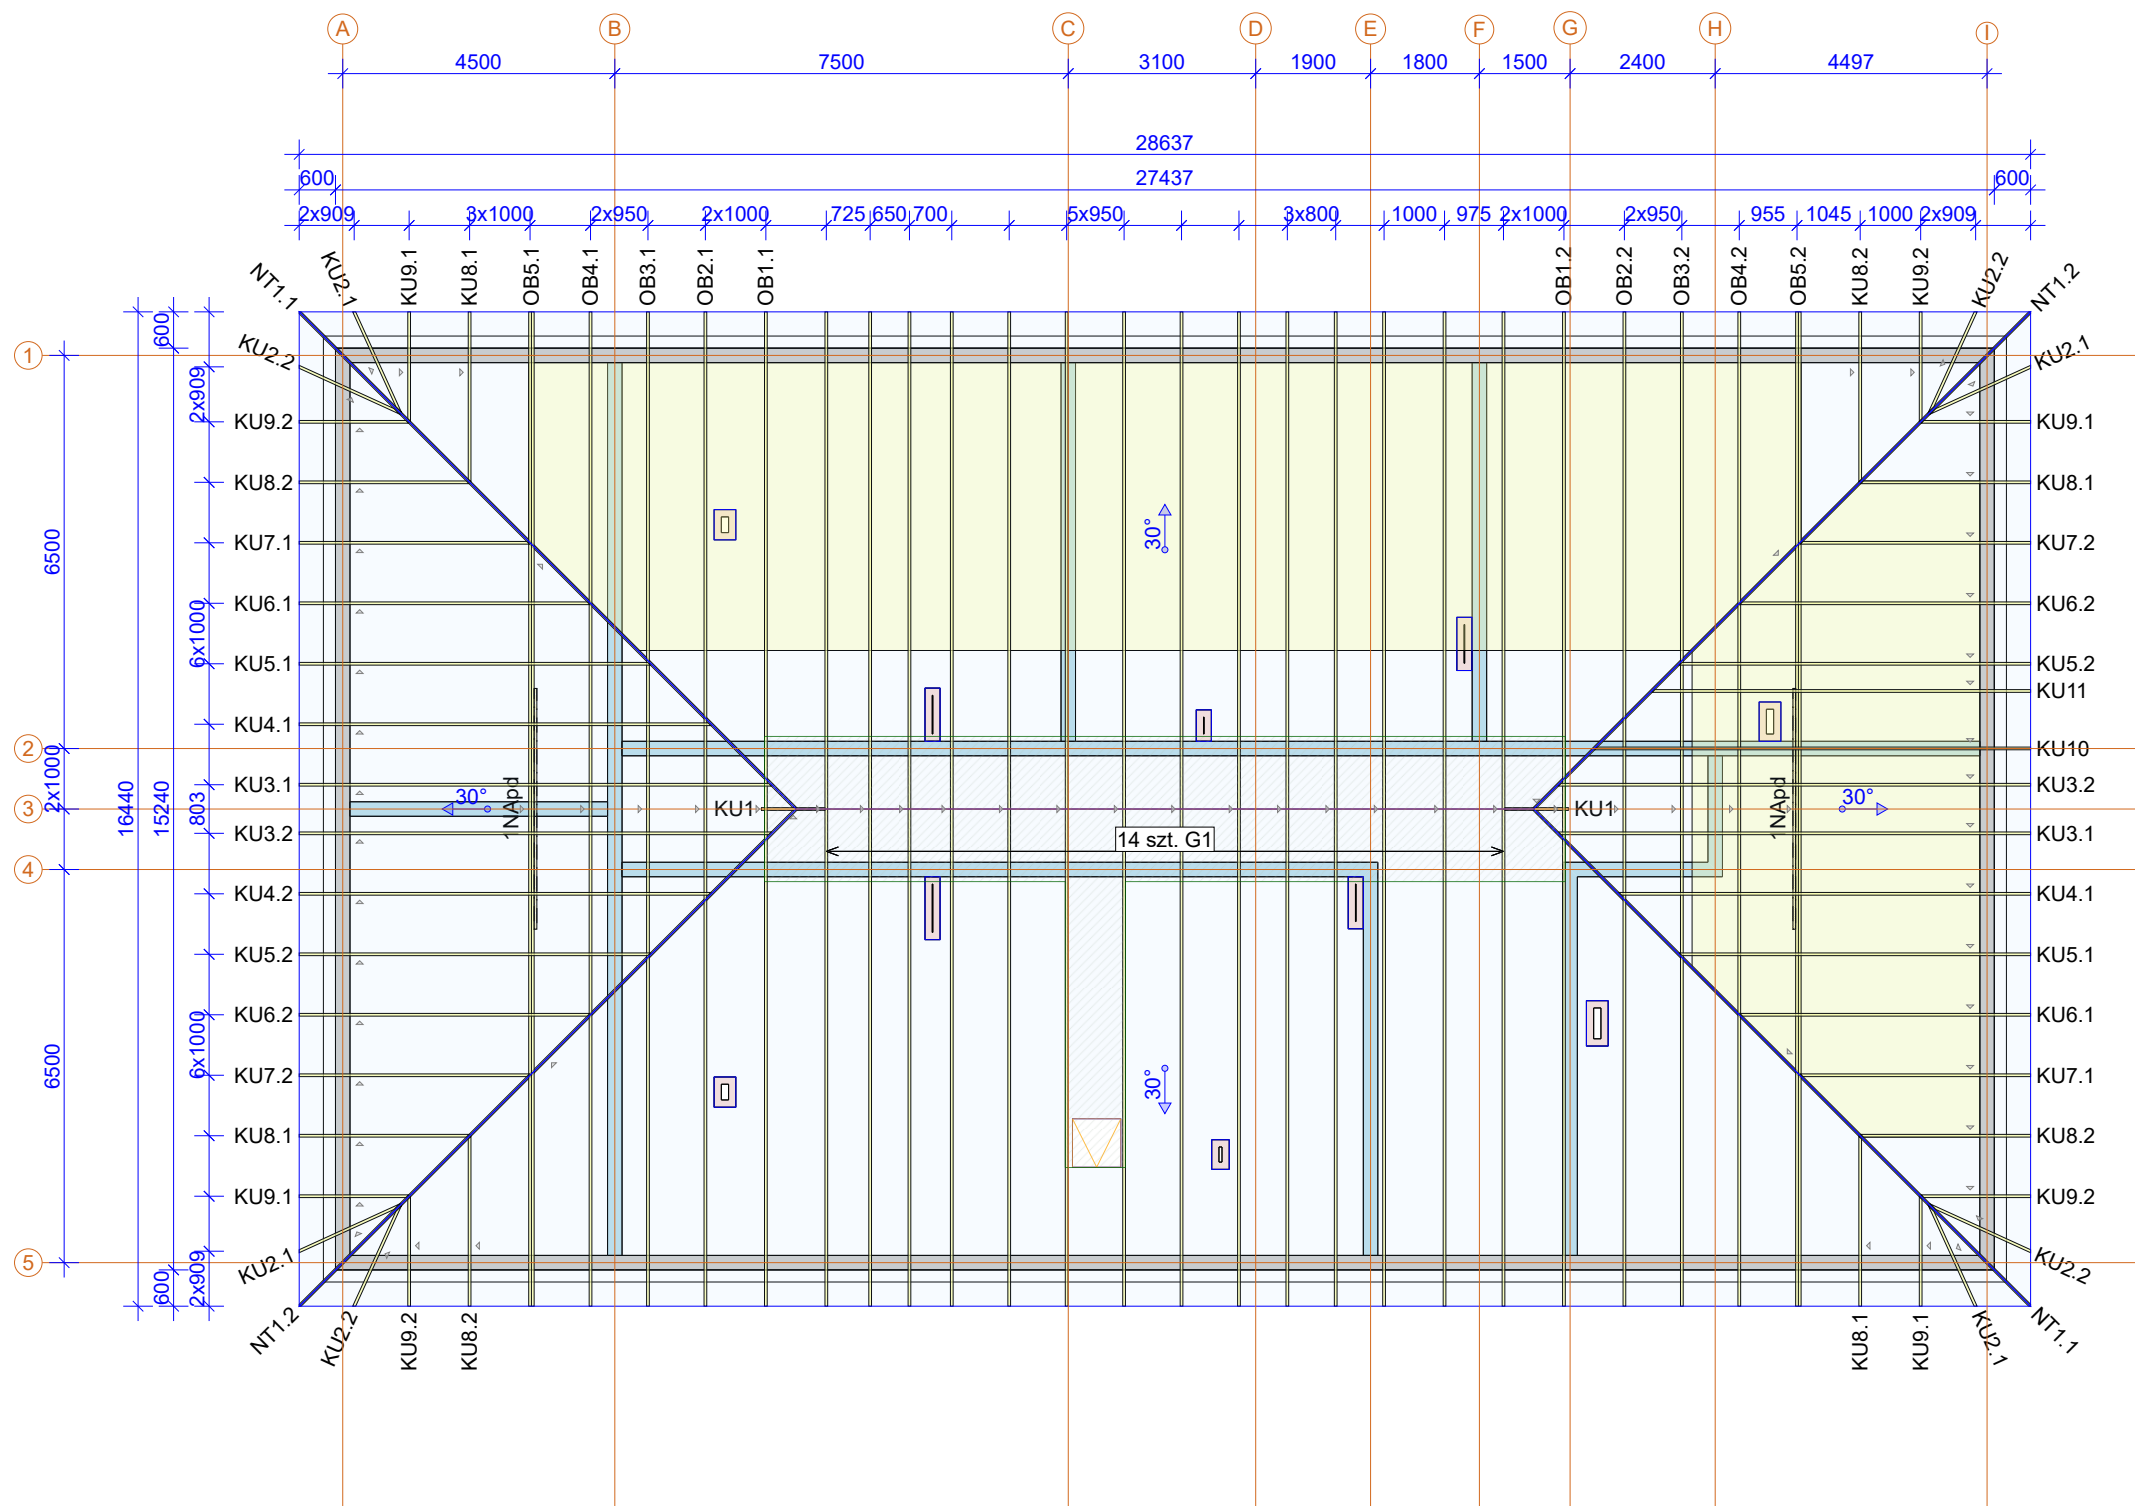 A B C D E F G H I
4500 7500 3100 1900 1800 1500 2400 4497
28637
600 27437 600
2x909 3x1000 2x950 2x1000 725 650 700 5x950 3x800 1000 975 2x1000 2x950 955 1045 1000 2x909
NT1.1 KU2.1 KU9.1 KU8.1 OB5.1 OB4.1 OB3.1 OB2.1 OB1.1 OB1.2 OB2.2 OB3.2 OB4.2 OB5.2 KU8.2 KU9.2 KU2.2 NT1.2
1
2
3
4
5
6500
2x1000
6500
16440
15240
600
600
2x909
6x1000
803
6x1000
2x909
KU2.2
KU9.2
KU8.2
KU7.1
KU6.1
KU5.1
KU4.1
KU3.1
KU3.2
KU4.2
KU5.2
KU6.2
KU7.2
KU8.1
KU9.1
KU2.1
30°
30°
1NApd
KU1
14 szt. G1
KU1
1NApd
30°
30°
KU2.1
KU9.1
KU8.1
KU7.2
KU6.2
KU5.2
KU11
KU10
KU3.2
KU3.1
KU4.1
KU5.1
KU6.1
KU7.1
KU8.2
KU9.2
KU2.2
NT1.2 KU2.2 KU9.2 KU8.2 KU8.1 KU9.1 KU2.1 NT1.1